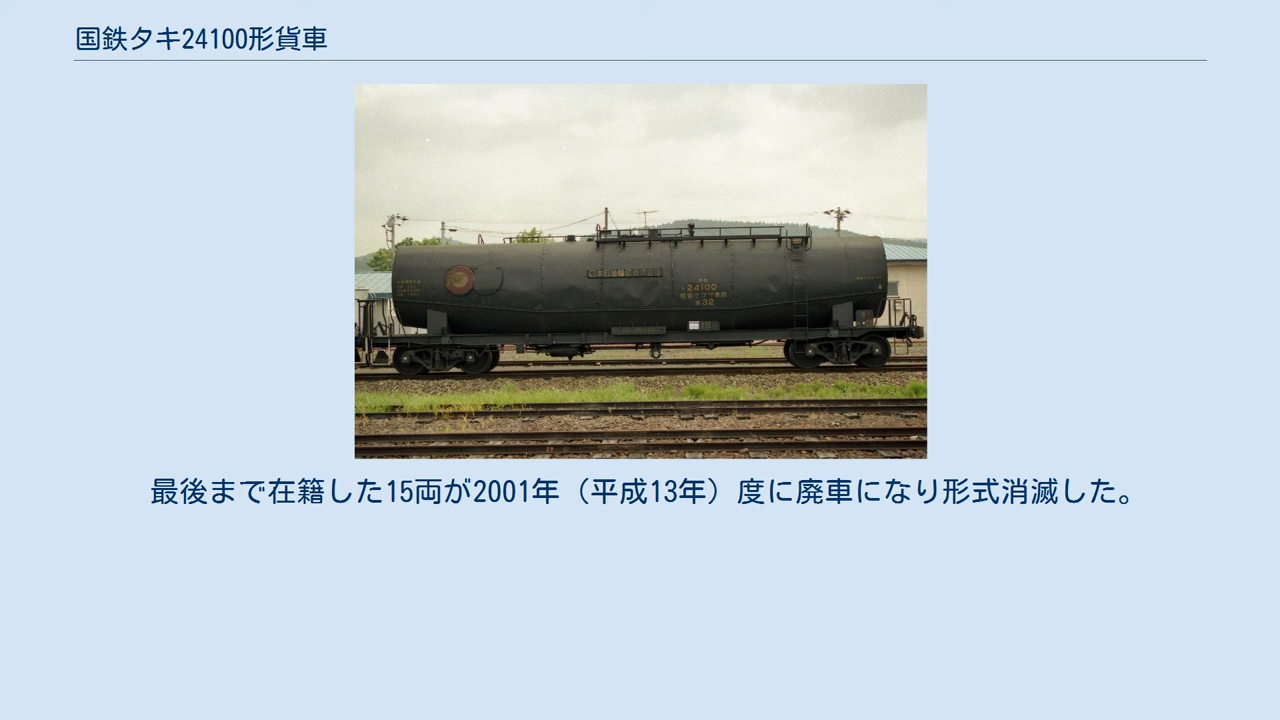 国鉄タキ24100形貨車
24100
32
最後まで在籍した15両が2001年（平成13年）度に廃車になり形式消滅した。